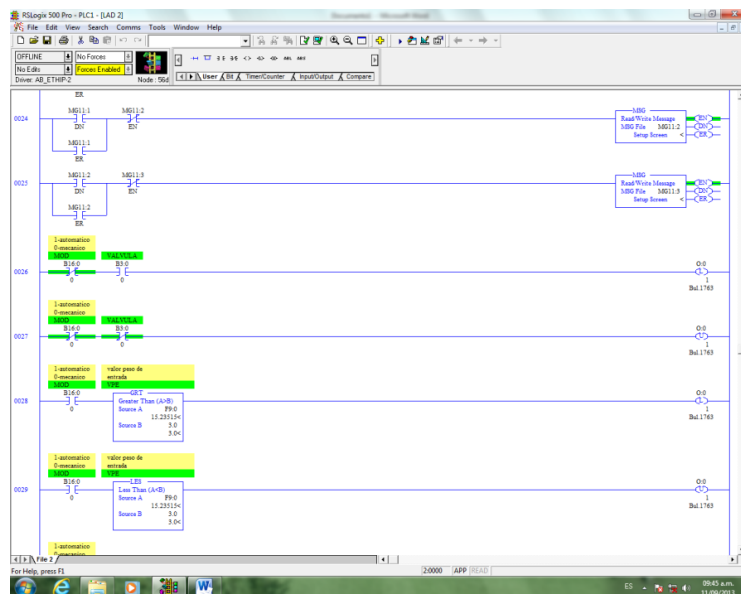 RSLogix 500 Pro - PLC1 - [LAD 2]
File Edit View Search Comms Tools Window Help
OFFLINE No Forces
No Edits Forces Enabled
Driver: AB_ETHIP-2 Node : 56d
User Bit Timer/Counter Input/Output Compare
ER
0024
MG11:1 MG11:2
DN EN
MG11:1
ER
MSG
Read/Write Message
MSG File MG11:2
Setup Screen <
EN
DN
ER
0025
MG11:2 MG11:3
DN EN
MG11:2
ER
MSG
Read/Write Message
MSG File MG11:3
Setup Screen <
EN
DN
ER
1-automatico
0-mecanico
MOD VALVULA
B16:0 B3:0
0026
0 0
O:0
L
1
Bul.1763
1-automatico
0-mecanico
MOD VALVULA
B16:0 B3:0
0027
0 0
O:0
U
1
Bul.1763
1-automatico valor peso de
0-mecanico entrada
MOD VPE
B16:0
0028
0
GRT
Greater Than (A>B)
Source A F9:0
15.23515<
Source B 3.0
3.0<
O:0
L
1
Bul.1763
1-automatico valor peso de
0-mecanico entrada
MOD VPE
B16:0
0029
0
LES
Less Than (A<B)
Source A F9:0
15.23515<
Source B 3.0
3.0<
O:0
U
1
Bul.1763
1-automatico
File 2
For Help, press F1
2:0000 APP READ
ES 09:45 a.m.
11/09/2013